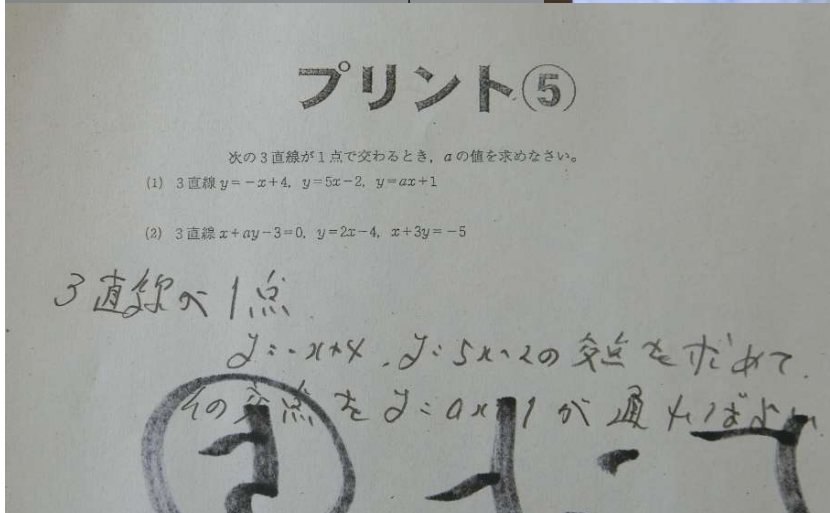 プリント⑤
次の3直線が1点で交わるとき，aの値を求めなさい。
(1) 3直線 y=-x+4, y=5x-2, y=ax+1
(2) 3直線 x+ay-3=0, y=2x-4, x+3y=-5
3直線が1点
y=-x+4, y=5x-2の交点を求めて
その交点をy=ax+1が通ればよい